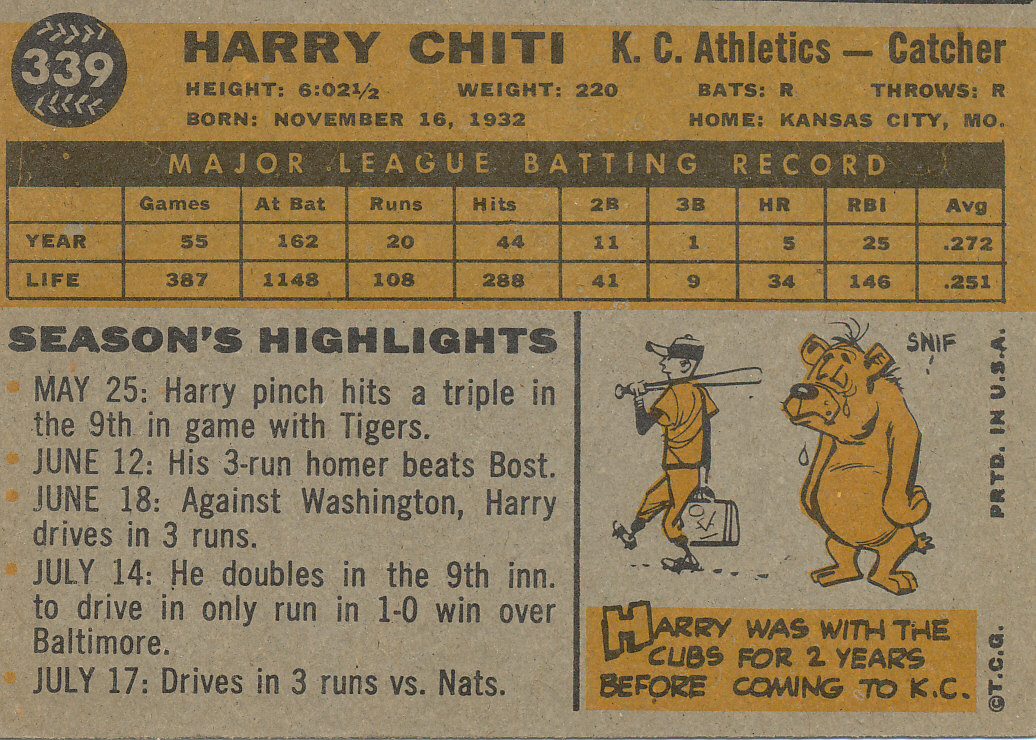 339
HARRY CHITI K. C. Athletics — Catcher
HEIGHT: 6:02½ WEIGHT: 220 BATS: R THROWS: R
BORN: NOVEMBER 16, 1932 HOME: KANSAS CITY, MO.
MAJOR LEAGUE BATTING RECORD
Games At Bat Runs Hits 2B 3B HR RBI Avg
YEAR 55 162 20 44 11 1 5 25 .272
LIFE 387 1148 108 288 41 9 34 146 .251
SEASON'S HIGHLIGHTS
• MAY 25: Harry pinch hits a triple in
the 9th in game with Tigers.
• JUNE 12: His 3-run homer beats Bost.
• JUNE 18: Against Washington, Harry
drives in 3 runs.
• JULY 14: He doubles in the 9th inn.
to drive in only run in 1-0 win over
Baltimore.
• JULY 17: Drives in 3 runs vs. Nats.
SNIF
HARRY WAS WITH THE
CUBS FOR 2 YEARS
BEFORE COMING TO K.C.
©T.C.G. PRTD. IN U.S.A.